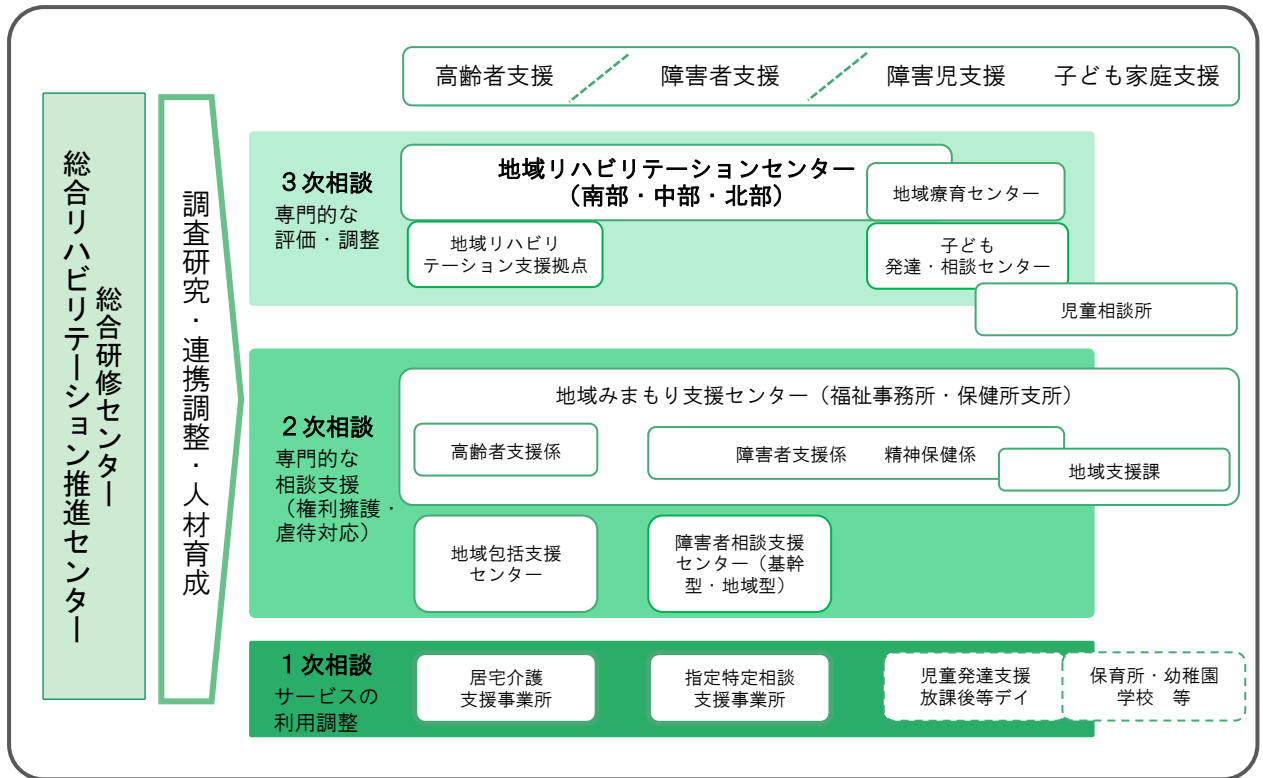 高齢者支援
障害者支援
障害児支援　子ども家庭支援
総合研修センター
総合リハビリテーション推進センター
調査研究・連携調整・人材育成
３次相談
専門的な
評価・調整
地域リハビリテーションセンター
（南部・中部・北部）
地域療育センター
地域リハビリ
テーション支援拠点
子ども
発達・相談センター
児童相談所
２次相談
専門的な
相談支援
（権利擁護・
虐待対応）
地域みまもり支援センター（福祉事務所・保健所支所）
高齢者支援係
障害者支援係　精神保健係
地域支援課
地域包括支援
センター
障害者相談支援
センター（基幹
型・地域型）
１次相談
サービスの
利用調整
居宅介護
支援事業所
指定特定相談
支援事業所
児童発達支援
放課後等デイ
保育所・幼稚園
学校　等